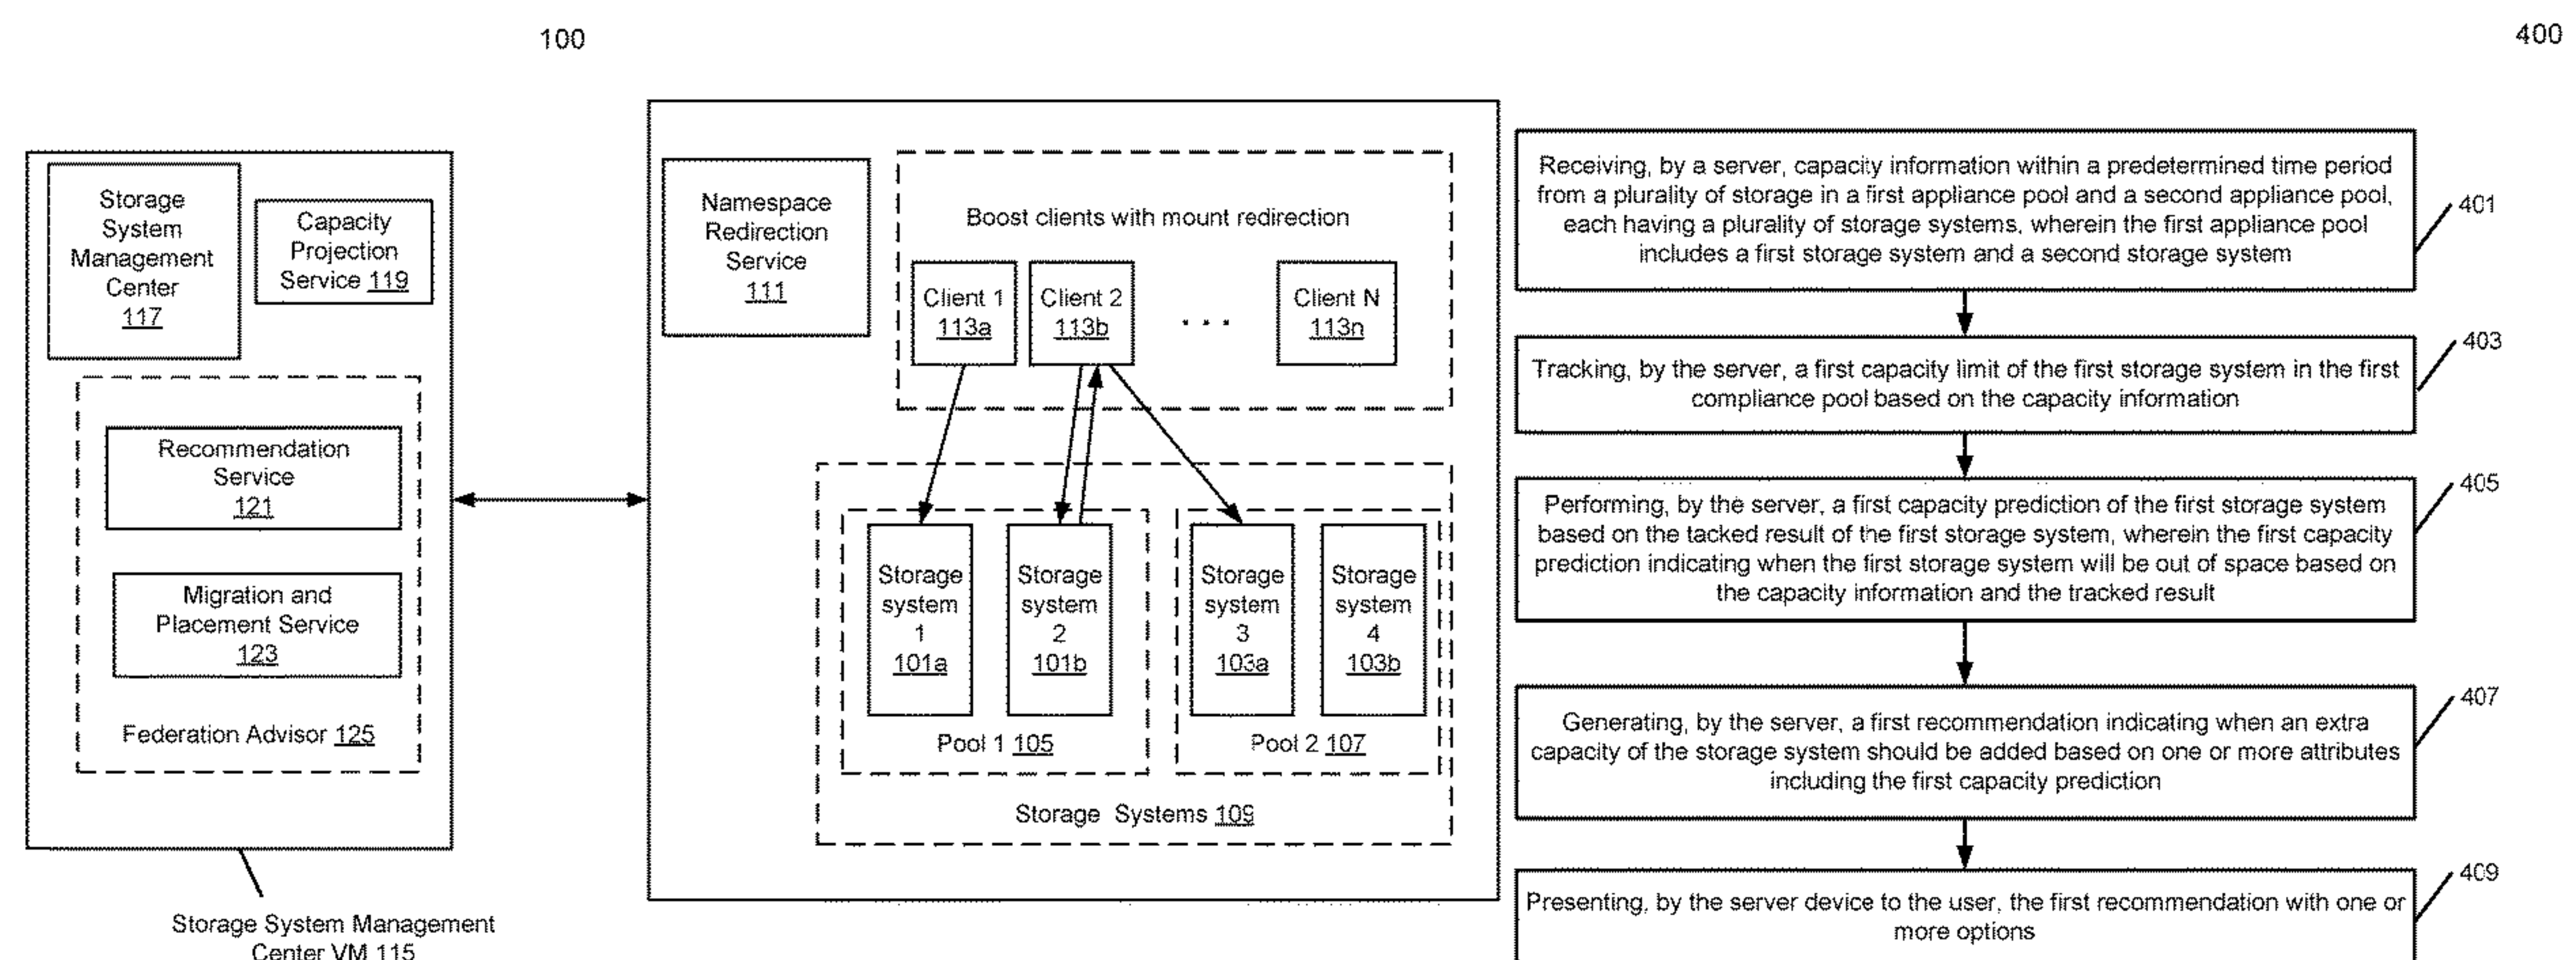 100
400
Storage
System
Management
Center
117
Capacity
Projection
Service 119
Recommendation
Service
121
Migration and
Placement Service
123
Federation Advisor 125
Storage System Management
Center VM 115
Namespace
Redirection
Service
111
Boost clients with mount redirection
Client 1
113a
Client 2
113b
. . .
Client N
113n
Storage
system
1
101a
Storage
system
2
101b
Storage
system
3
103a
Storage
system
4
103b
Pool 1 105
Pool 2 107
Storage Systems 109
Receiving, by a server, capacity information within a predetermined time period
from a plurality of storage in a first appliance pool and a second appliance pool,
each having a plurality of storage systems, wherein the first appliance pool
includes a first storage system and a second storage system
401
Tracking, by the server, a first capacity limit of the first storage system in the first
compliance pool based on the capacity information
403
Performing, by the server, a first capacity prediction of the first storage system
based on the tacked result of the first storage system, wherein the first capacity
prediction indicating when the first storage system will be out of space based on
the capacity information and the tracked result
405
Generating, by the server, a first recommendation indicating when an extra
capacity of the storage system should be added based on one or more attributes
including the first capacity prediction
407
Presenting, by the server device to the user, the first recommendation with one or
more options
409